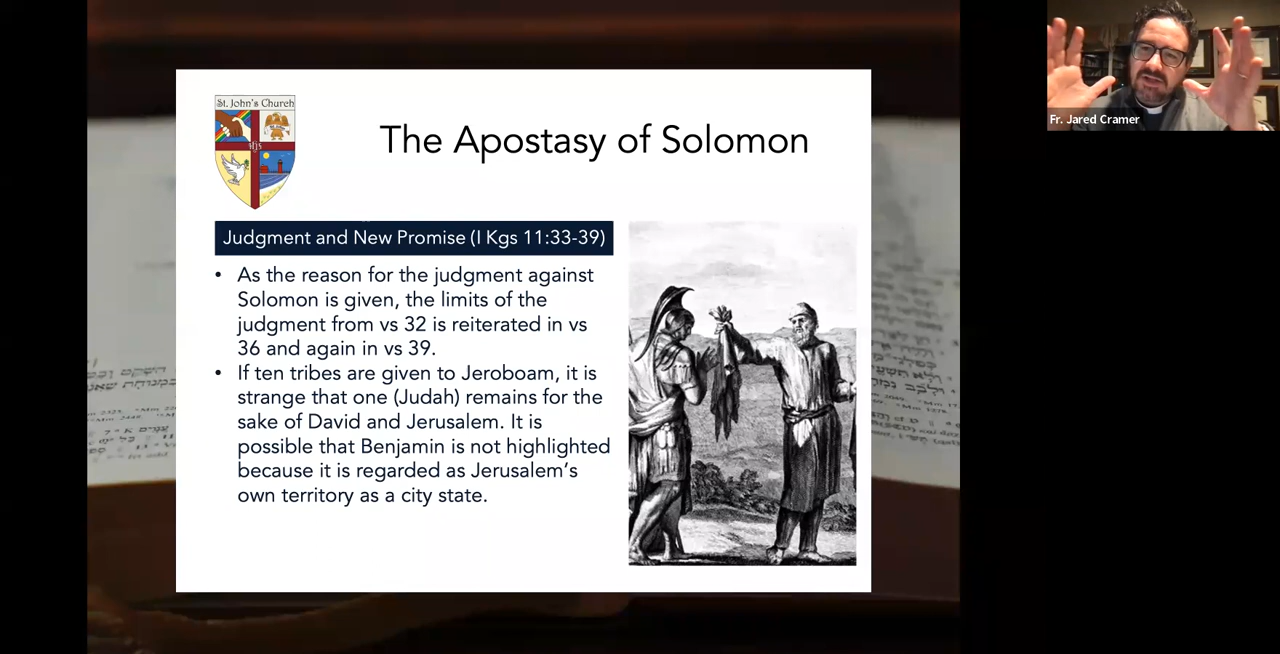 St. John's Church
The Apostasy of Solomon
Judgment and New Promise (I Kgs 11:33-39)
• As the reason for the judgment against
Solomon is given, the limits of the
judgment from vs 32 is reiterated in vs
36 and again in vs 39.
• If ten tribes are given to Jeroboam, it is
strange that one (Judah) remains for the
sake of David and Jerusalem. It is
possible that Benjamin is not highlighted
because it is regarded as Jerusalem's
own territory as a city state.
Fr. Jared Cramer